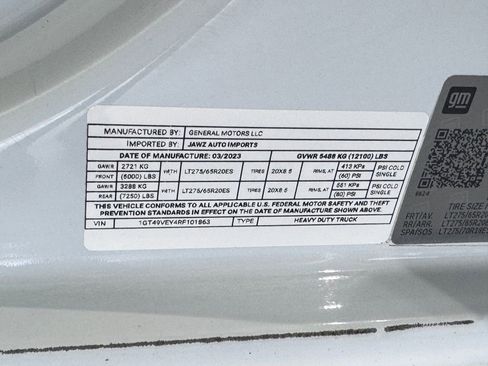 MANUFACTURED BY: GENERAL MOTORS LLC
IMPORTED BY: JAWZ AUTO IMPORTS
DATE OF MANUFACTURE: 03/2023 GVWR 5488 KG (12100) LBS
GAWR 2721 KG WITH LT275/65R20ES TIRES 20X8.5 RIMS, AT 413 KPa PSI COLD
FRONT (6000) LBS (60) PSI SINGLE
GAWR 3288 KG WITH LT275/65R20ES TIRES 20X8.5 RIMS, AT 551 KPa PSI COLD
REAR (7250) LBS (80) PSI SINGLE
THIS VEHICLE CONFORMS TO ALL APPLICABLE U.S. FEDERAL MOTOR SAFETY AND THEFT
PREVENTION STANDARDS IN EFFECT ON THE DATE OF MANUFACTURE SHOWN ABOVE.
VIN 1GT49VEY4RF101863 TYPE HEAVY DUTY TRUCK
gm
8624
TIRE SIZE
FRT/AV. LT275/65R20
RR/ARR. LT275/65R20
SPA/SOS. LT275/70R18E